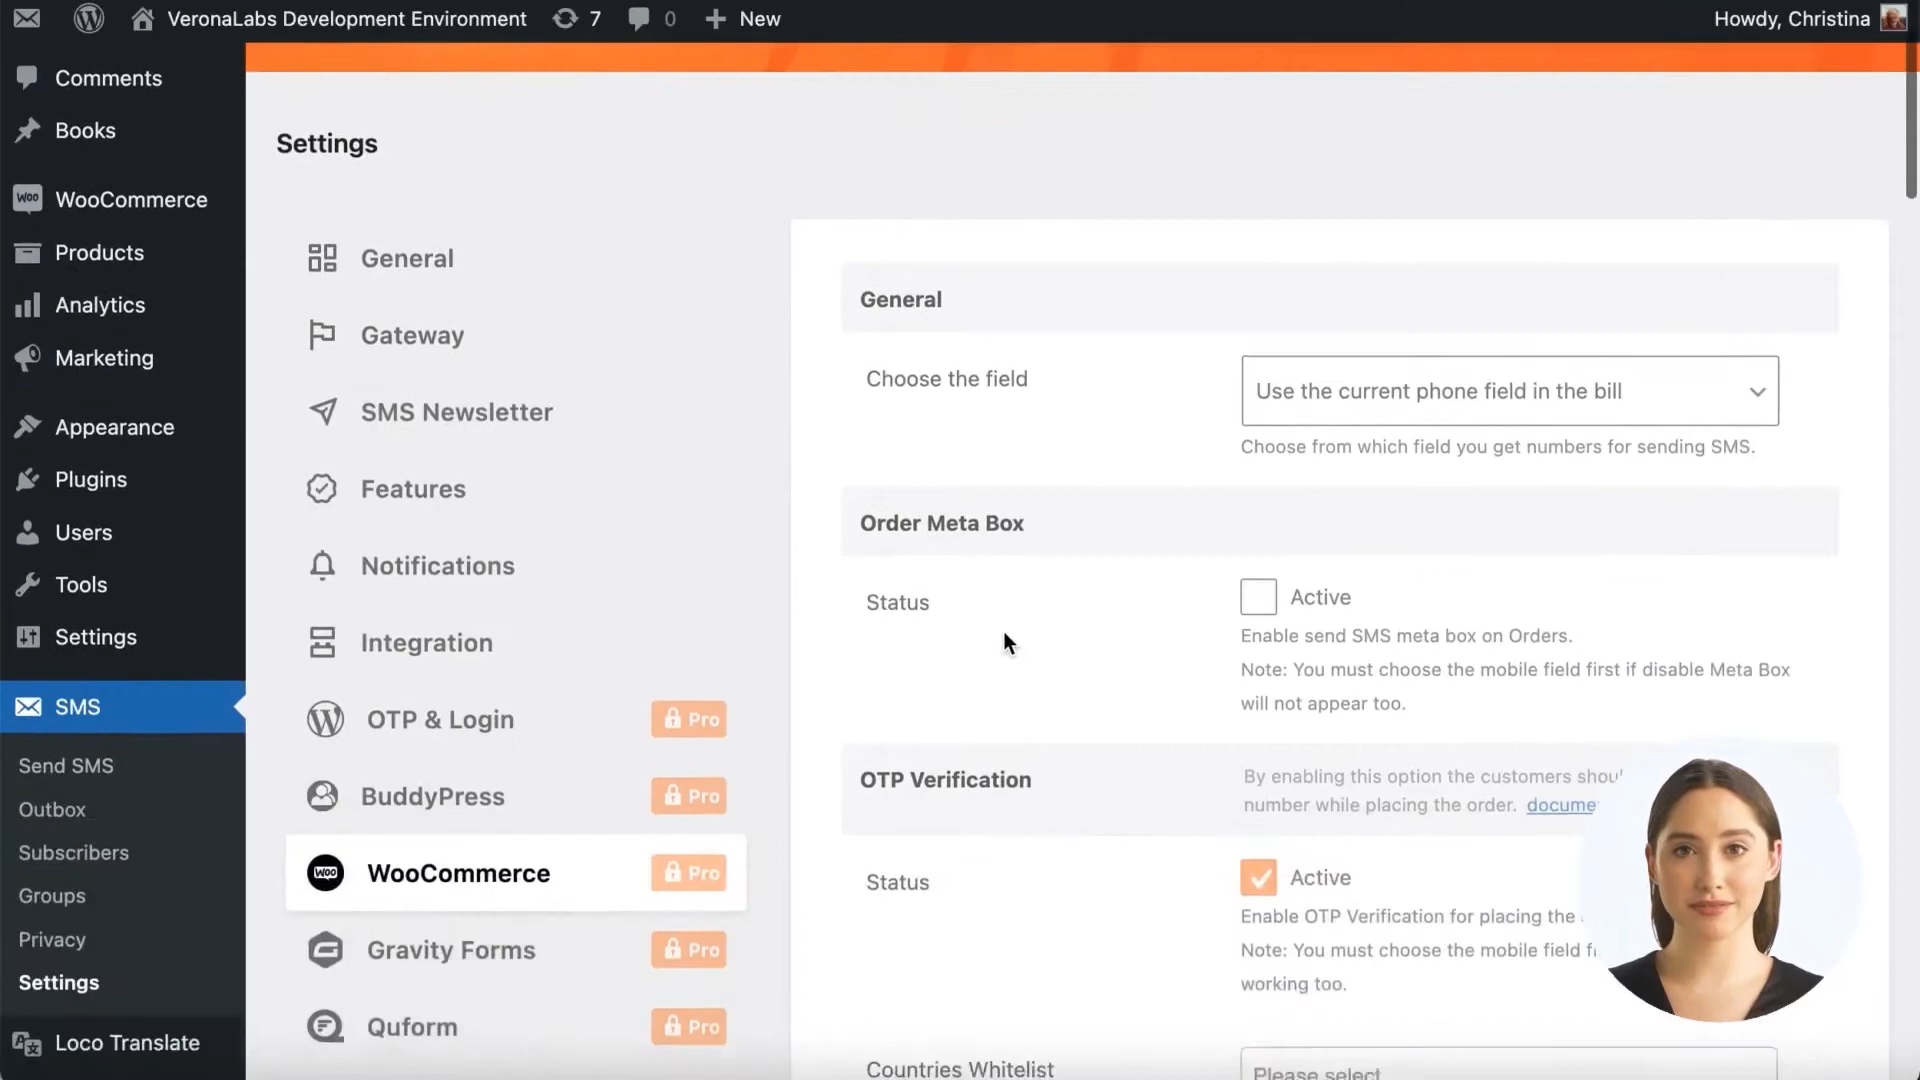 VeronaLabs Development Environment
7
0
New
Howdy, Christina
Comments
Books
WooCommerce
Products
Analytics
Marketing
Appearance
Plugins
Users
Tools
Settings
SMS
Send SMS
Outbox
Subscribers
Groups
Privacy
Settings
Loco Translate
Settings
General
Gateway
SMS Newsletter
Features
Notifications
Integration
OTP & Login
Pro
BuddyPress
Pro
WooCommerce
Pro
Gravity Forms
Pro
Quform
Pro
General
Choose the field
Use the current phone field in the bill
Choose from which field you get numbers for sending SMS.
Order Meta Box
Status
Active
Enable send SMS meta box on Orders.
Note: You must choose the mobile field first if disable Meta Box
will not appear too.
OTP Verification
By enabling this option the customers shou
number while placing the order. docume
Status
Active
Enable OTP Verification for placing the
Note: You must choose the mobile field f
working too.
Countries Whitelist
Please select